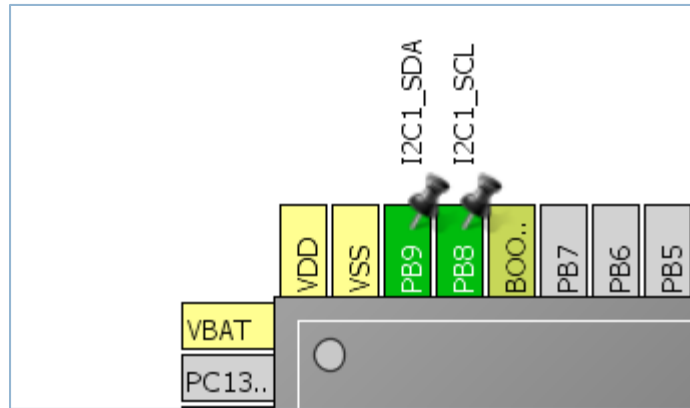 I2C1_SDA
I2C1_SCL
VDD
VSS
PB9
PB8
BOO..
PB7
PB6
PB5
VBAT
PC13..